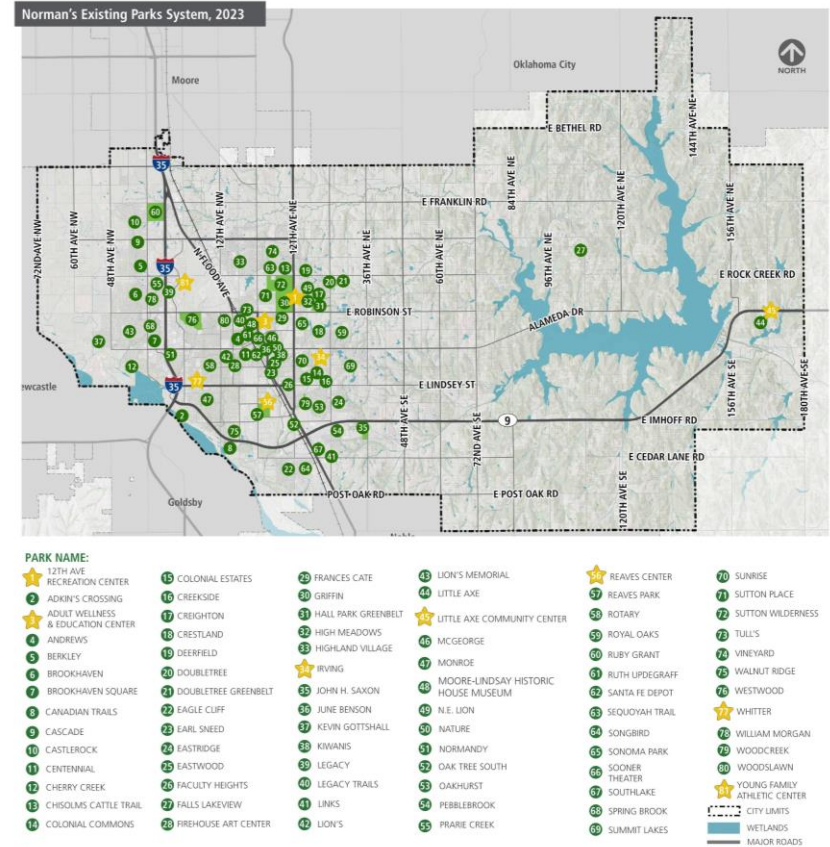 Norman's Existing Parks System, 2023
Moore
Oklahoma City
NORTH
E BETHEL RD
144TH AVE NE
35
72ND AVE NW
60TH AVE NW
48TH AVE NW
12TH AVE NW
12TH AVE NE
36TH AVE NE
60TH AVE NE
84TH AVE NE
96TH AVE NE
120TH AVE NE
156TH AVE NE
E FRANKLIN RD
N FLOOD AVE
35
E ROCK CREEK RD
E ROBINSON ST
ALAMEDA DR
ewcastle
35
E LINDSEY ST
48TH AVE SE
72ND AVE SE
9
E IMHOFF RD
156TH AVE SE
180TH AVE SE
E CEDAR LANE RD
120TH AVE SE
Goldsby
POST OAK RD
E POST OAK RD
Noble
PARK NAME:
1 12TH AVE
RECREATION CENTER
2 ADKIN'S CROSSING
3 ADULT WELLNESS
& EDUCATION CENTER
4 ANDREWS
5 BERKLEY
6 BROOKHAVEN
7 BROOKHAVEN SQUARE
8 CANADIAN TRAILS
9 CASCADE
10 CASTLEROCK
11 CENTENNIAL
12 CHERRY CREEK
13 CHISOLMS CATTLE TRAIL
14 COLONIAL COMMONS
15 COLONIAL ESTATES
16 CREEKSIDE
17 CREIGHTON
18 CRESTLAND
19 DEERFIELD
20 DOUBLETREE
21 DOUBLETREE GREENBELT
22 EAGLE CLIFF
23 EARL SNEED
24 EASTRIDGE
25 EASTWOOD
26 FACULTY HEIGHTS
27 FALLS LAKEVIEW
28 FIREHOUSE ART CENTER
29 FRANCES CATE
30 GRIFFIN
31 HALL PARK GREENBELT
32 HIGH MEADOWS
33 HIGHLAND VILLAGE
34 IRVING
35 JOHN H. SAXON
36 JUNE BENSON
37 KEVIN GOTTSHALL
38 KIWANIS
39 LEGACY
40 LEGACY TRAILS
41 LINKS
42 LION'S
43 LION'S MEMORIAL
44 LITTLE AXE
45 LITTLE AXE COMMUNITY CENTER
46 MCGEORGE
47 MONROE
48 MOORE-LINDSAY HISTORIC
HOUSE MUSEUM
49 N.E. LION
50 NATURE
51 NORMANDY
52 OAK TREE SOUTH
53 OAKHURST
54 PEBBLEBROOK
55 PRARIE CREEK
56 REAVES CENTER
57 REAVES PARK
58 ROTARY
59 ROYAL OAKS
60 RUBY GRANT
61 RUTH UPDEGRAFF
62 SANTA FE DEPOT
63 SEQUOYAH TRAIL
64 SONGBIRD
65 SONOMA PARK
66 SOONER
THEATER
67 SOUTHLAKE
68 SPRING BROOK
69 SUMMIT LAKES
70 SUNRISE
71 SUTTON PLACE
72 SUTTON WILDERNESS
73 TULL'S
74 VINEYARD
75 WALNUT RIDGE
76 WESTWOOD
77 WHITTER
78 WILLIAM MORGAN
79 WOODCREEK
80 WOODSLAWN
81 YOUNG FAMILY
ATHLETIC CENTER
CITY LIMITS
WETLANDS
MAJOR ROADS